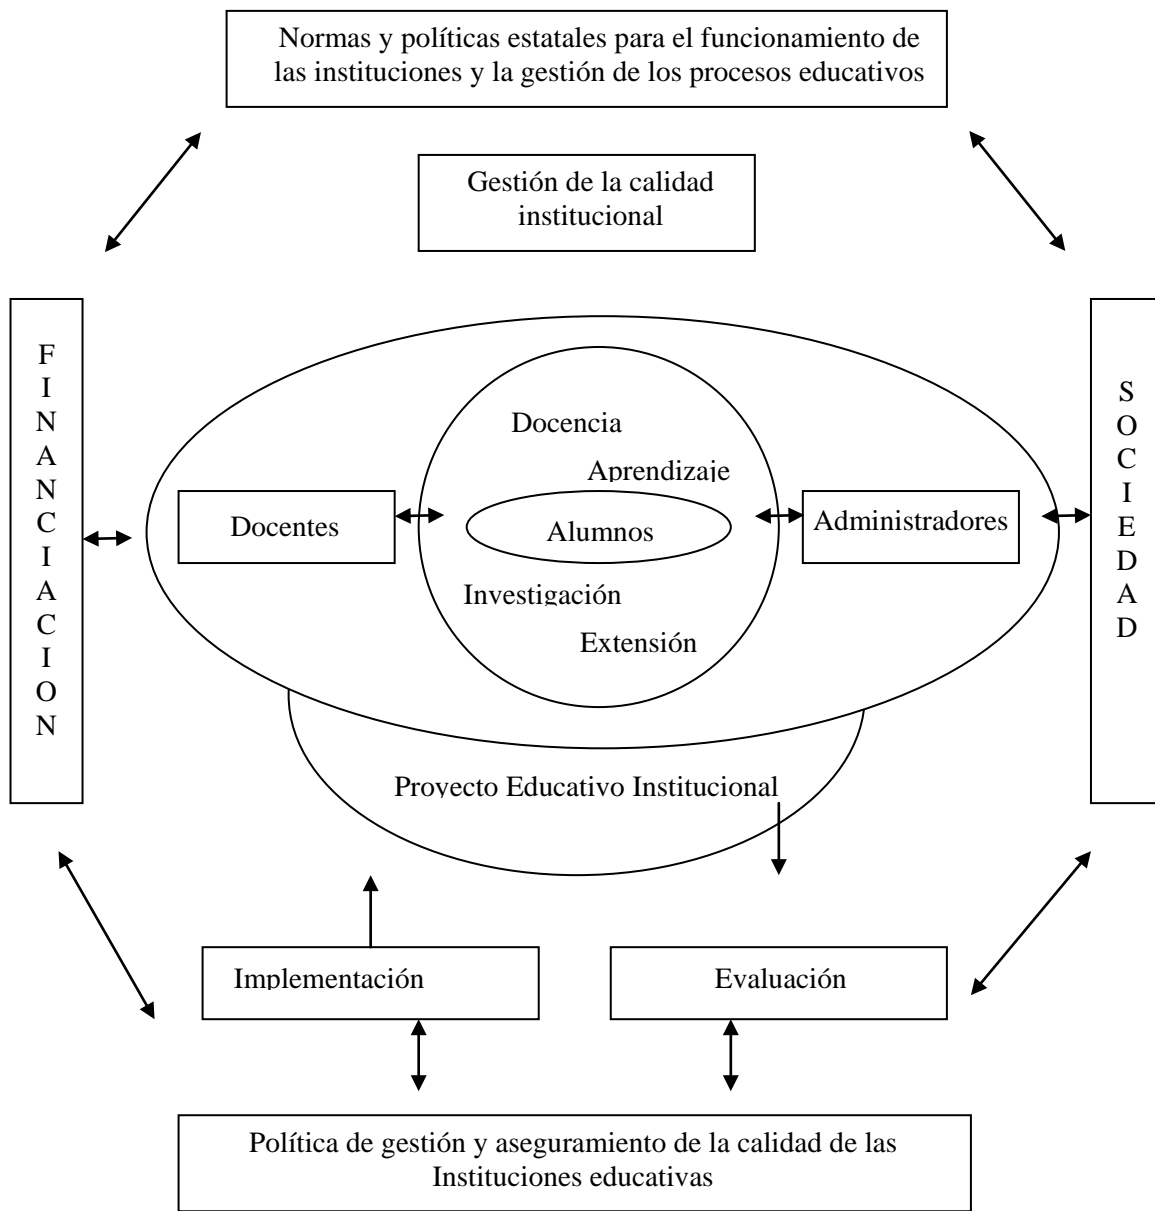 Normas y políticas estatales para el funcionamiento de
las instituciones y la gestión de los procesos educativos
Gestión de la calidad
institucional
FINANCIACION
SOCIEDAD
Docencia
Aprendizaje
Docentes
Alumnos
Administradores
Investigación
Extensión
Proyecto Educativo Institucional
Implementación
Evaluación
Política de gestión y aseguramiento de la calidad de las
Instituciones educativas